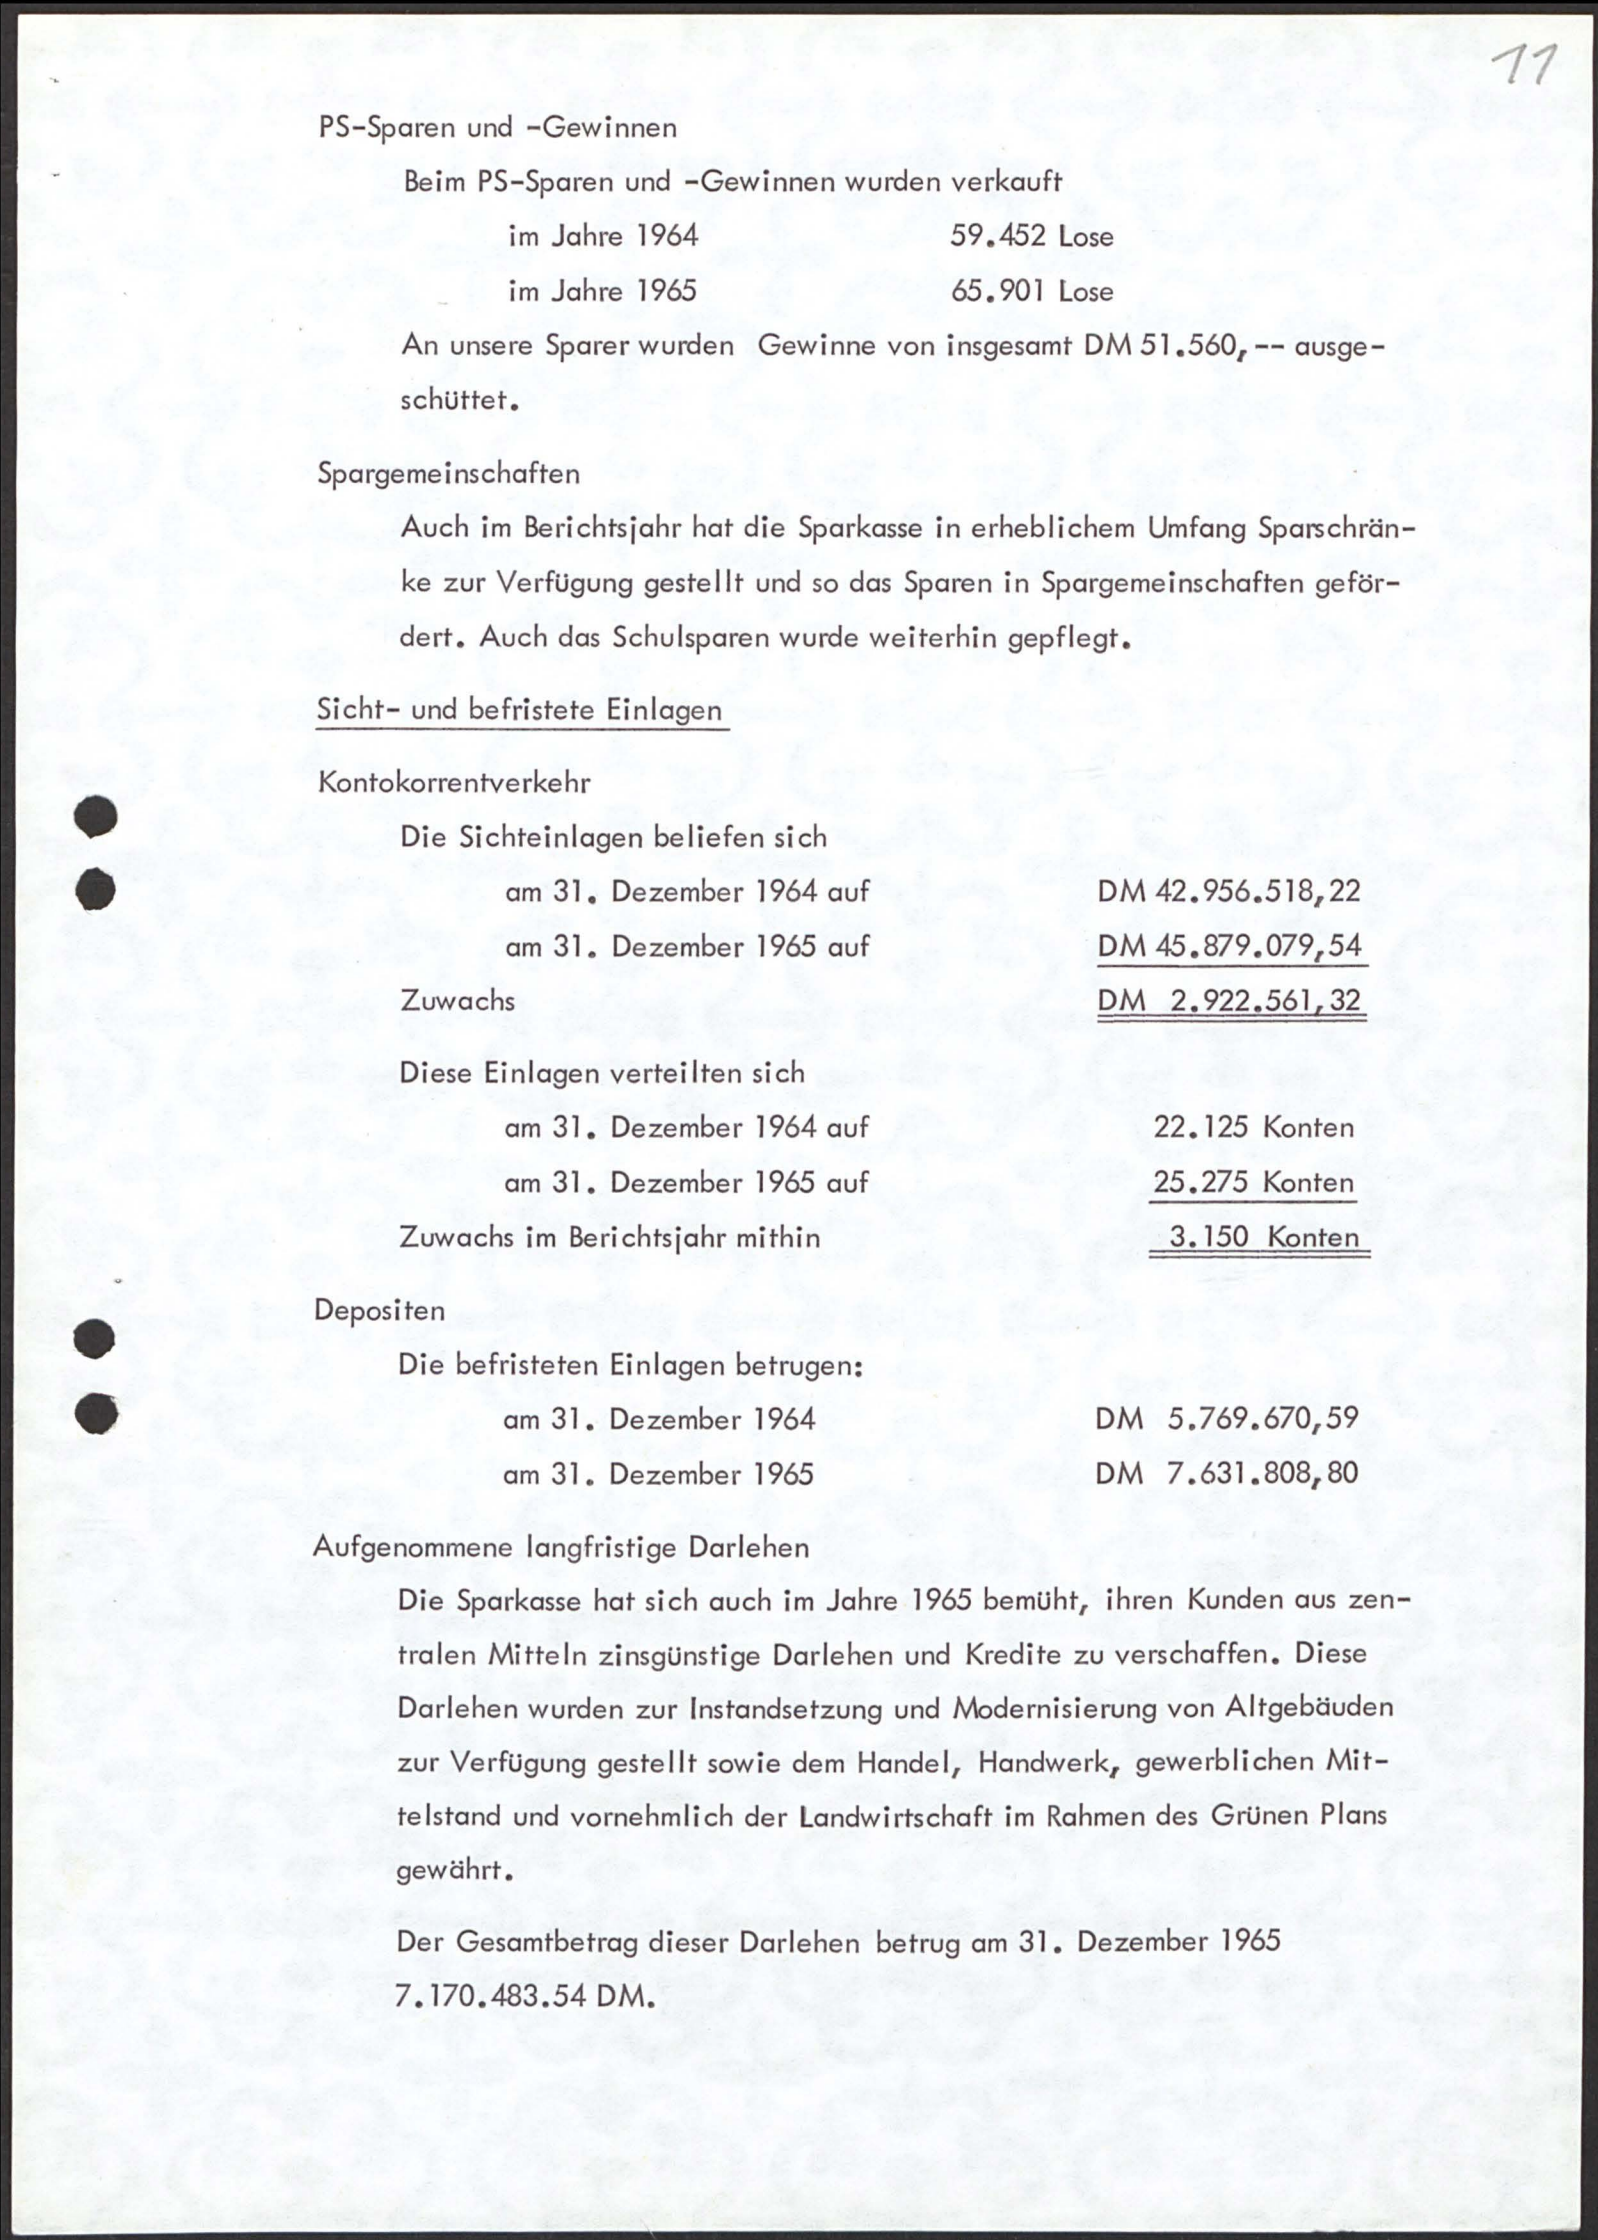 11
PS-Sparen und -Gewinnen
Beim PS-Sparen und -Gewinnen wurden verkauft
im Jahre 1964 59.452 Lose
im Jahre 1965 65.901 Lose
An unsere Sparer wurden Gewinne von insgesamt DM 51.560,-- ausge-
schüttet.
Spargemeinschaften
Auch im Berichtsjahr hat die Sparkasse in erheblichem Umfang Sparschrän-
ke zur Verfügung gestellt und so das Sparen in Spargemeinschaften geför-
dert. Auch das Schulsparen wurde weiterhin gepflegt.
Sicht- und befristete Einlagen
Kontokorrentverkehr
Die Sichteinlagen beliefen sich
am 31. Dezember 1964 auf DM 42.956.518,22
am 31. Dezember 1965 auf DM 45.879.079,54
Zuwachs DM 2.922.561,32
Diese Einlagen verteilten sich
am 31. Dezember 1964 auf 22.125 Konten
am 31. Dezember 1965 auf 25.275 Konten
Zuwachs im Berichtsjahr mithin 3.150 Konten
Depositen
Die befristeten Einlagen betrugen:
am 31. Dezember 1964 DM 5.769.670,59
am 31. Dezember 1965 DM 7.631.808,80
Aufgenommene langfristige Darlehen
Die Sparkasse hat sich auch im Jahre 1965 bemüht, ihren Kunden aus zen-
tralen Mitteln zinsgünstige Darlehen und Kredite zu verschaffen. Diese
Darlehen wurden zur Instandsetzung und Modernisierung von Altgebäuden
zur Verfügung gestellt sowie dem Handel, Handwerk, gewerblichen Mit-
telstand und vornehmlich der Landwirtschaft im Rahmen des Grünen Plans
gewährt.
Der Gesamtbetrag dieser Darlehen betrug am 31. Dezember 1965
7.170.483.54 DM.